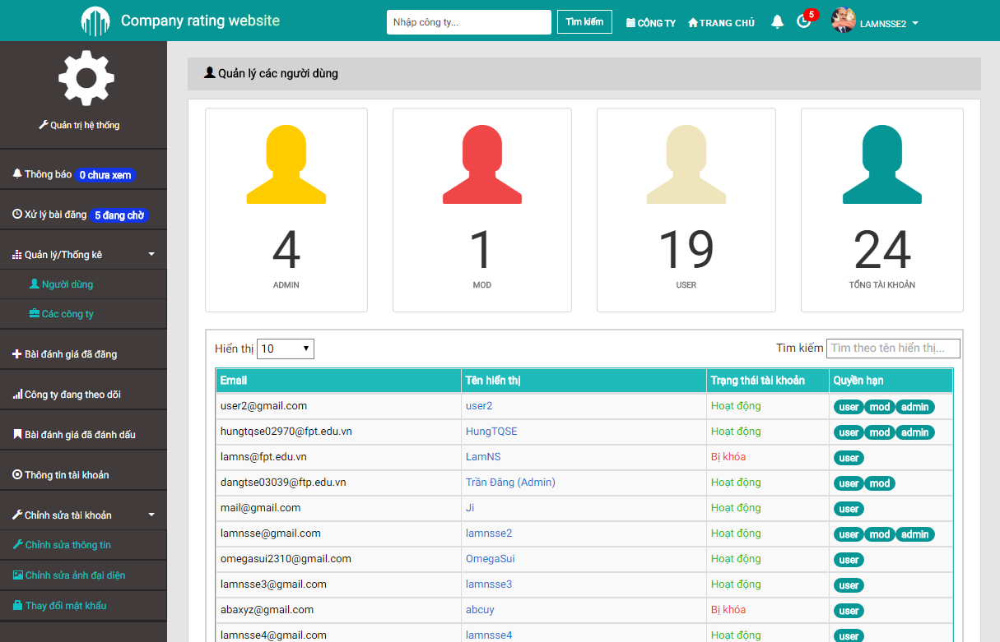 Company rating website
Nhập công ty...
Tìm kiếm
CÔNG TY
TRANG CHỦ
5
LAMNSSE2
Quản trị hệ thống
Thông báo 0 chưa xem
Xử lý bài đăng 5 đang chờ
Quản lý/Thống kê
Người dùng
Các công ty
Bài đánh giá đã đăng
Công ty đang theo dõi
Bài đánh giá đã đánh dấu
Thông tin tài khoản
Chỉnh sửa tài khoản
Chỉnh sửa thông tin
Chỉnh sửa ảnh đại diện
Thay đổi mật khẩu
Quản lý các người dùng
4
ADMIN
1
MOD
19
USER
24
TỔNG TÀI KHOẢN
Hiển thị 10
Tìm kiếm Tìm theo tên hiển thị...
Email Tên hiển thị Trạng thái tài khoản Quyền hạn
user2@gmail.com user2 Hoạt động user mod admin
hungtqse02970@fpt.edu.vn HungTQSE Hoạt động user mod admin
lamns@fpt.edu.vn LamNS Bị khóa user
dangtse03039@ftp.edu.vn Trần Đăng (Admin) Hoạt động user mod
mail@gmail.com Ji Hoạt động user
lamnsse@gmail.com lamnsse2 Hoạt động user mod admin
omegasui2310@gmail.com OmegaSui Hoạt động user
lamnsse3@gmail.com lamnsse3 Hoạt động user
abaxyz@gmail.com abcuy Bị khóa user
lamnsse4@gmail.com lamnsse4 Hoạt động user